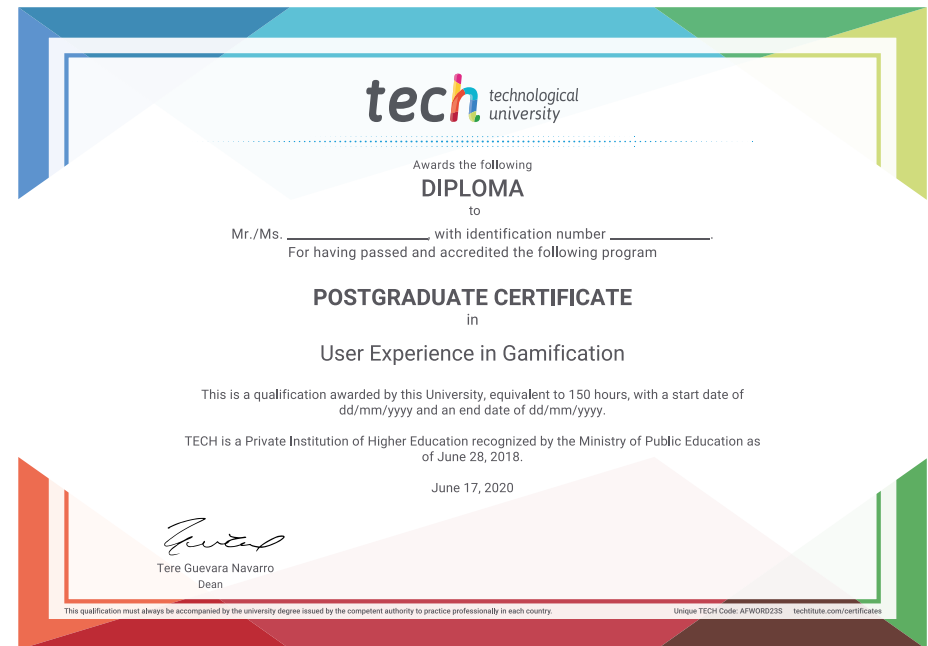 tech technological
university
Awards the following
DIPLOMA
to
Mr./Ms. ____________________, with identification number ______________.
For having passed and accredited the following program
POSTGRADUATE CERTIFICATE
in
User Experience in Gamification
This is a qualification awarded by this University, equivalent to 150 hours, with a start date of
dd/mm/yyyy and an end date of dd/mm/yyyy.
TECH is a Private Institution of Higher Education recognized by the Ministry of Public Education as
of June 28, 2018.
June 17, 2020
Tere Guevara Navarro
Dean
This qualification must always be accompanied by the university degree issued by the competent authority to practice professionally in each country.
Unique TECH Code: AFWORD23S techtitute.com/certificates